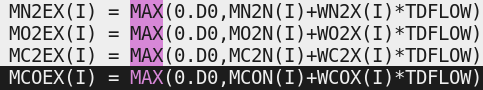 MN2EX(I) = MAX(0.D0,MN2N(I)+WN2X(I)*TDFLOW)
MO2EX(I) = MAX(0.D0,MO2N(I)+WO2X(I)*TDFLOW)
MC2EX(I) = MAX(0.D0,MC2N(I)+WC2X(I)*TDFLOW)
MCOEX(I) = MAX(0.D0,MCON(I)+WCOX(I)*TDFLOW)